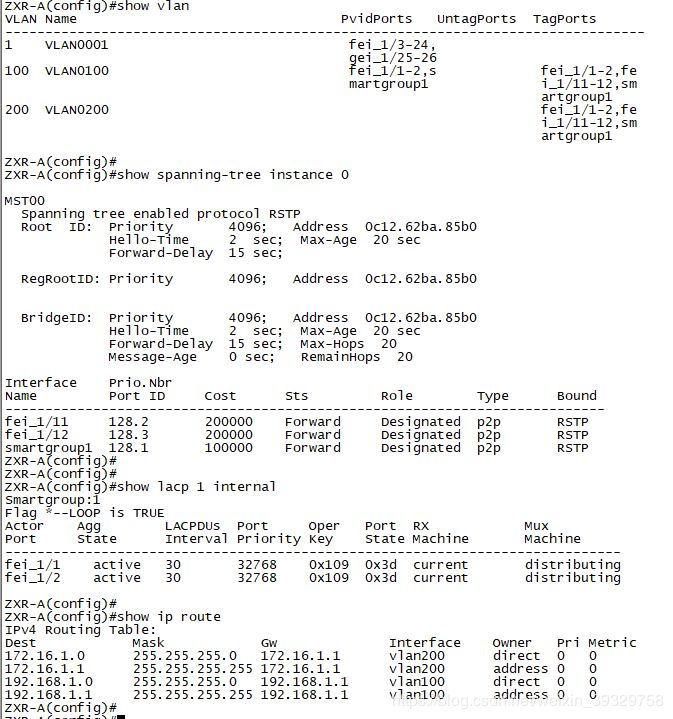 ZXR-A(config)#show vlan
VLAN Name PvidPorts UntagPorts TagPorts
--------------------------------------------------------------------------------
1 VLAN0001 fei_1/3-24,
gei_1/25-26
100 VLAN0100 fei_1/1-2,s fei_1/1-2,fe
martgroup1 i_1/11-12,sm
artgroup1
200 VLAN0200 fei_1/1-2,fe
i_1/11-12,sm
artgroup1
ZXR-A(config)#
ZXR-A(config)#show spanning-tree instance 0
MST00
Spanning tree enabled protocol RSTP
Root ID: Priority 4096; Address 0c12.62ba.85b0
Hello-Time 2 sec; Max-Age 20 sec
Forward-Delay 15 sec;
RegRootID: Priority 4096; Address 0c12.62ba.85b0
BridgeID: Priority 4096; Address 0c12.62ba.85b0
Hello-Time 2 sec; Max-Age 20 sec
Forward-Delay 15 sec; Max-Hops 20
Message-Age 0 sec; RemainHops 20
Interface Prio.Nbr
Name Port ID Cost Sts Role Type Bound
---------------------------------------------------------------------------
fei_1/11 128.2 200000 Forward Designated p2p RSTP
fei_1/12 128.3 200000 Forward Designated p2p RSTP
smartgroup1 128.1 100000 Forward Designated p2p RSTP
ZXR-A(config)#
ZXR-A(config)#
ZXR-A(config)#show lacp 1 internal
Smartgroup:1
Flag *--LOOP is TRUE
Actor Agg LACPDUs Port Oper Port RX Mux
Port State Interval Priority Key State Machine Machine
-----------------------------------------------------------------------------
fei_1/1 active 30 32768 0x109 0x3d current distributing
fei_1/2 active 30 32768 0x109 0x3d current distributing
ZXR-A(config)#
ZXR-A(config)#show ip route
IPv4 Routing Table:
Dest Mask Gw Interface Owner Pri Metric
172.16.1.0 255.255.255.0 172.16.1.1 vlan200 direct 0 0
172.16.1.1 255.255.255.255 172.16.1.1 vlan200 address 0 0
192.168.1.0 255.255.255.0 192.168.1.1 vlan100 direct 0 0
192.168.1.1 255.255.255.255 192.168.1.1 vlan100 address 0 0
ZXR-A(config)#
ZXR-A(config)#
https://blog.csdn.net/weixin_39329758